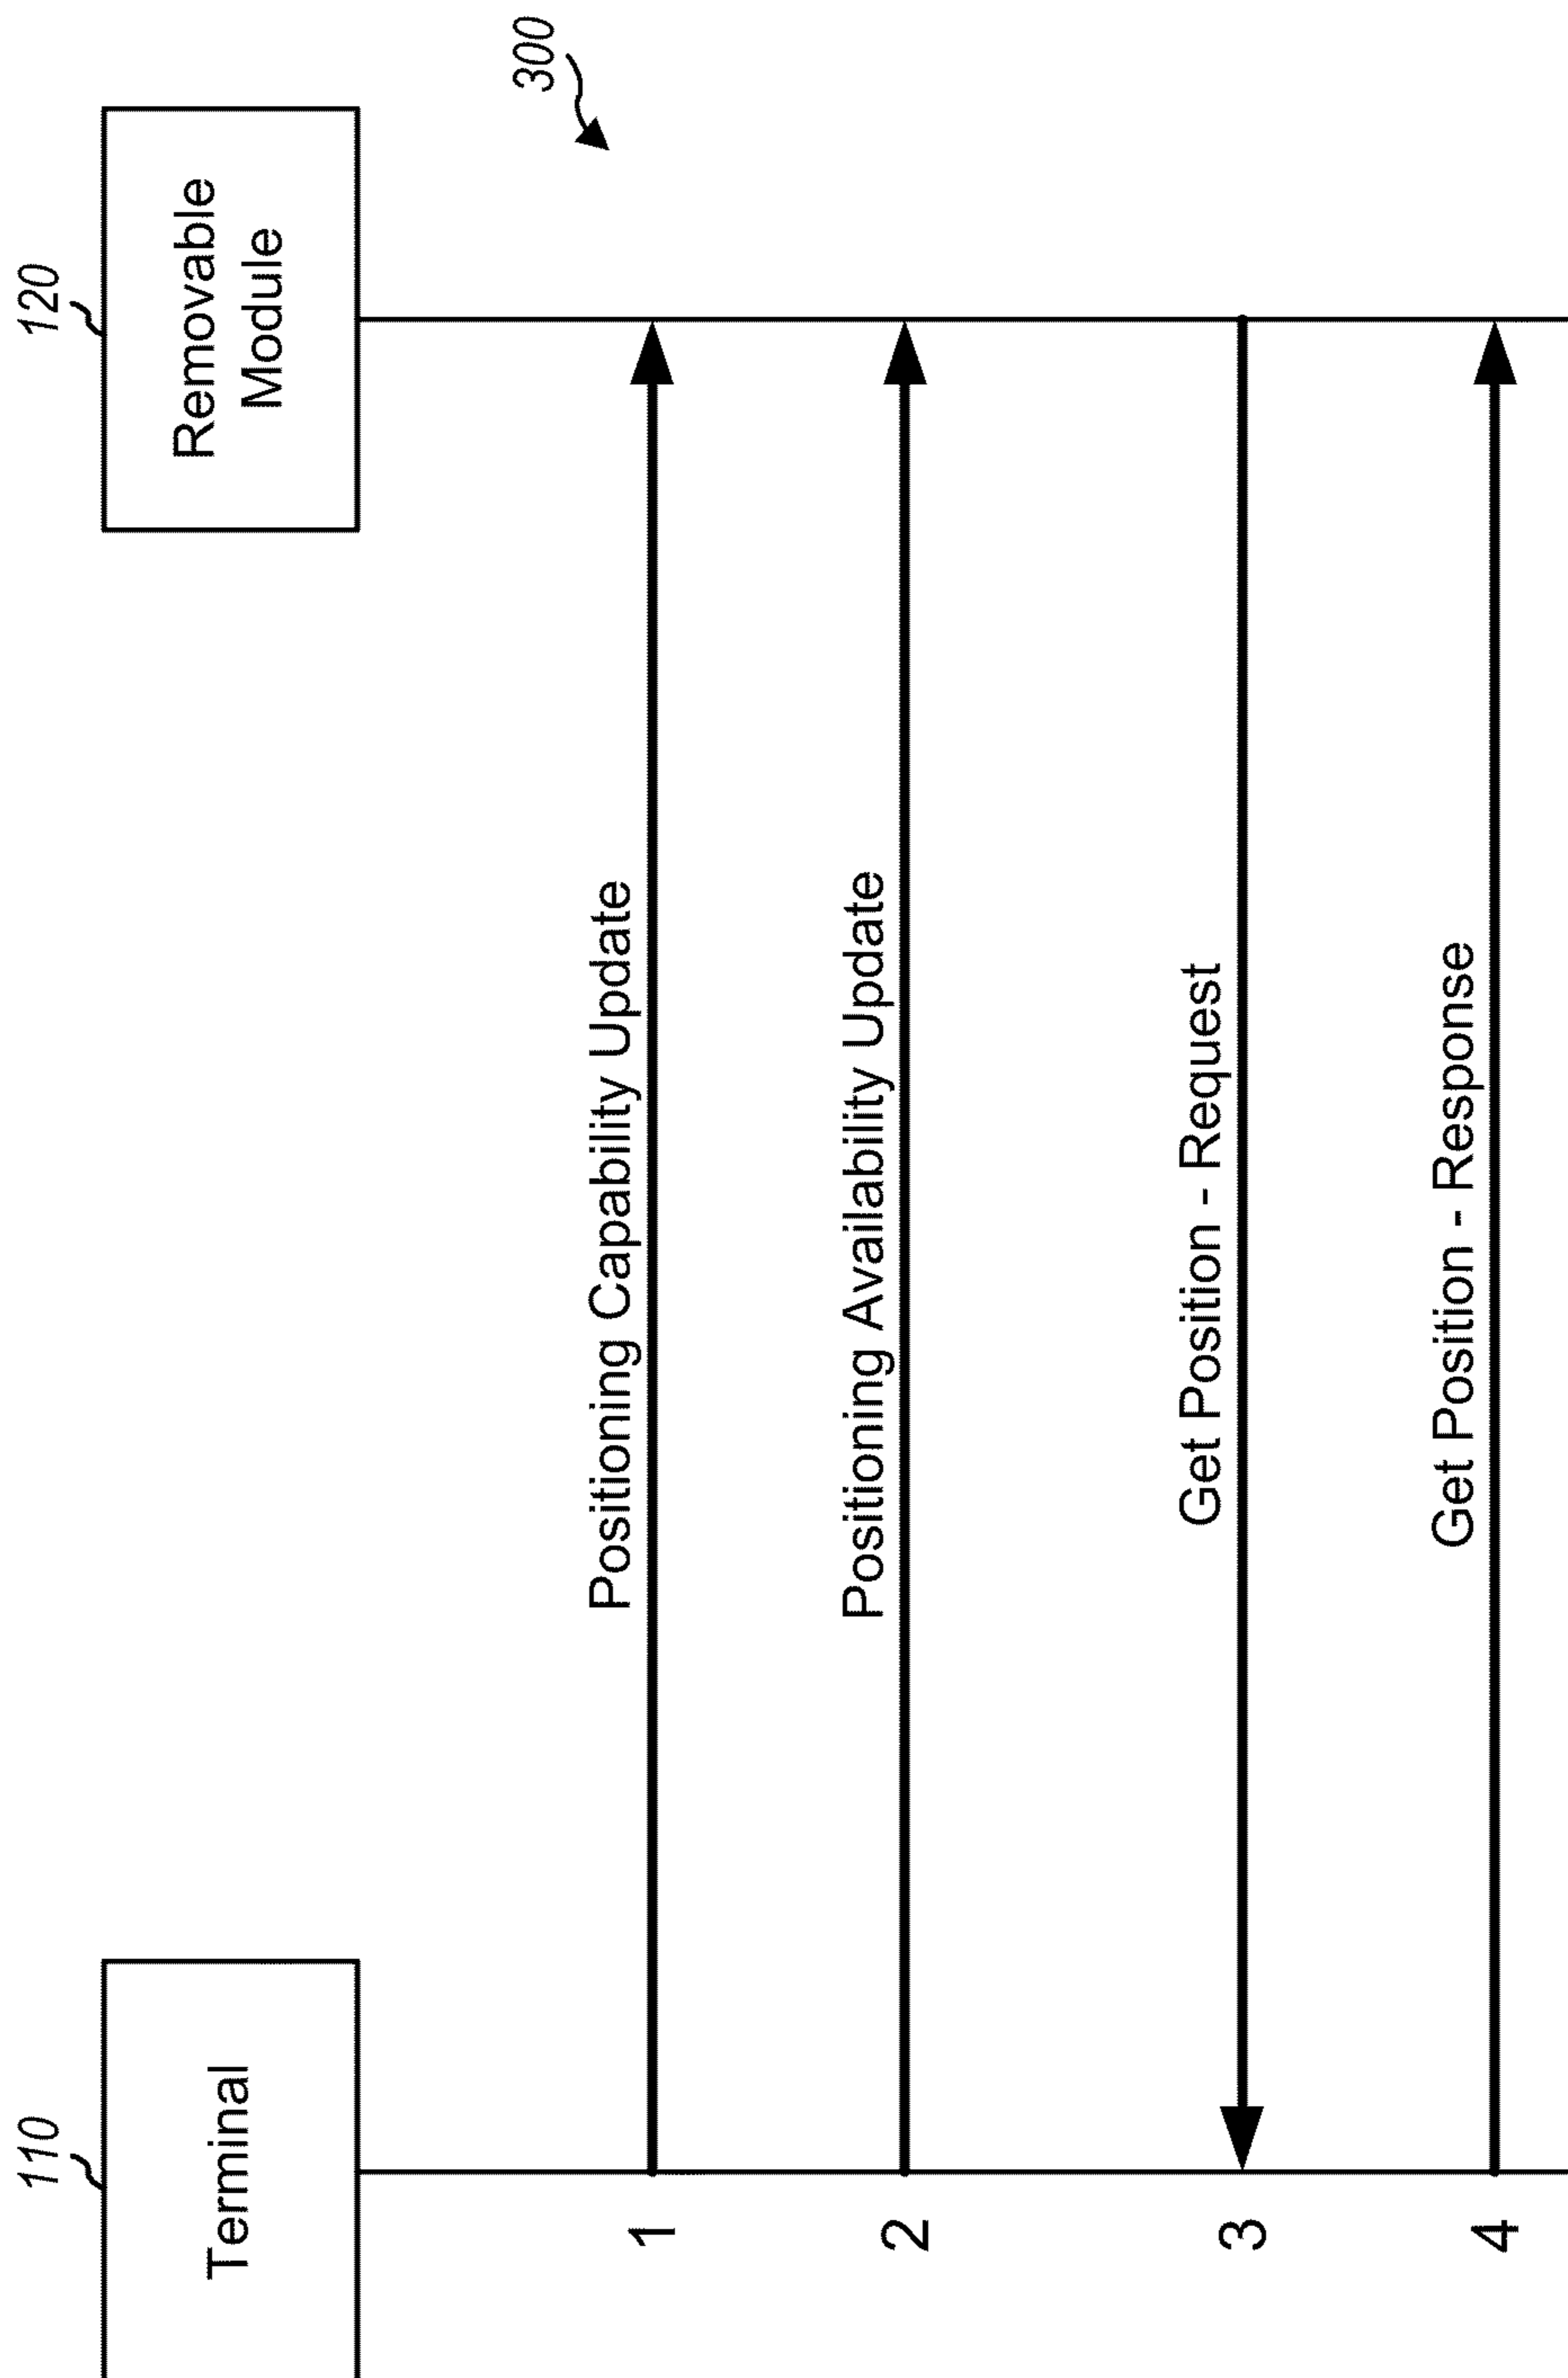 110
120
Terminal
Removable
Module
300
Positioning Capability Update
1
Positioning Availability Update
2
Get Position - Request
3
Get Position - Response
4